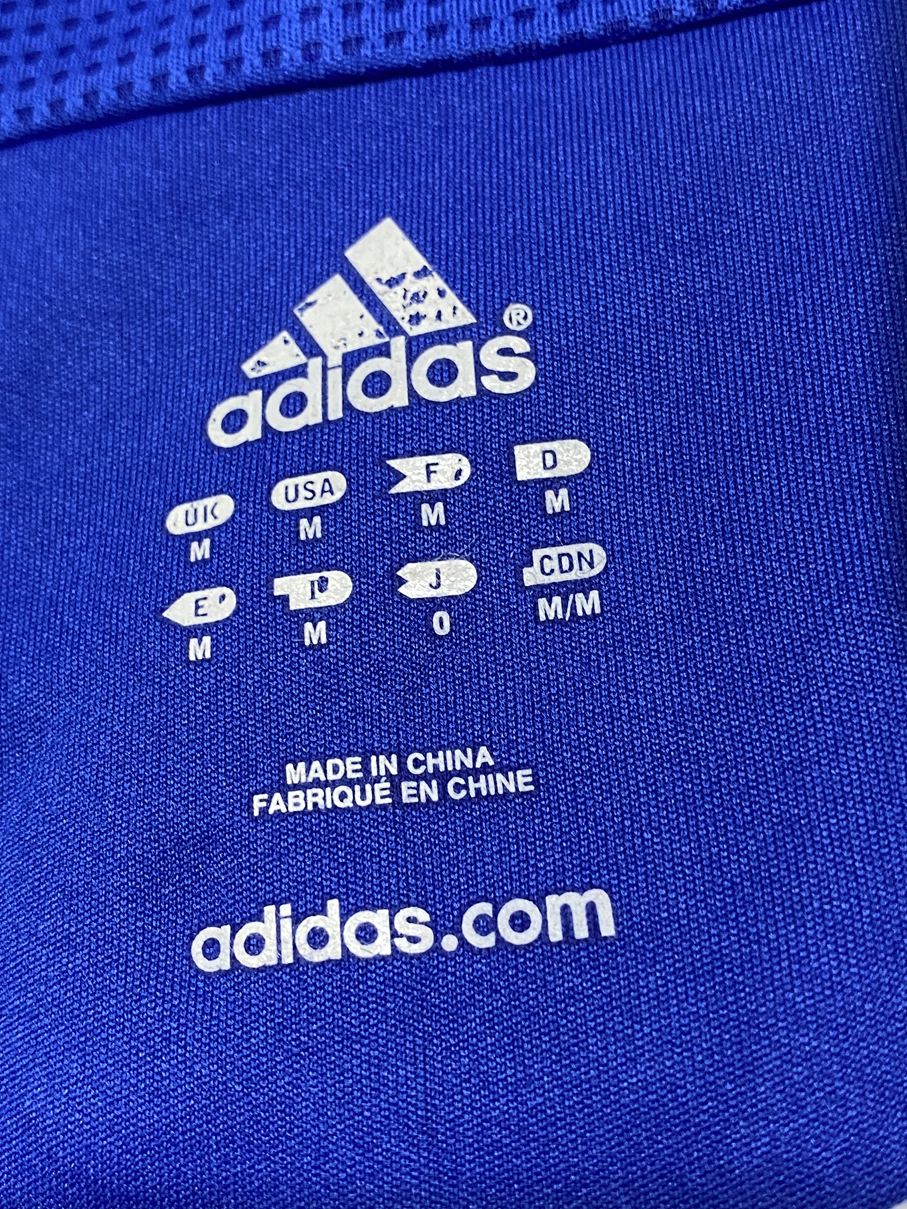 adidas®
UK USA F D
M M M M
E I J CDN
M M O M/M
MADE IN CHINA
FABRIQUÉ EN CHINE
adidas.com